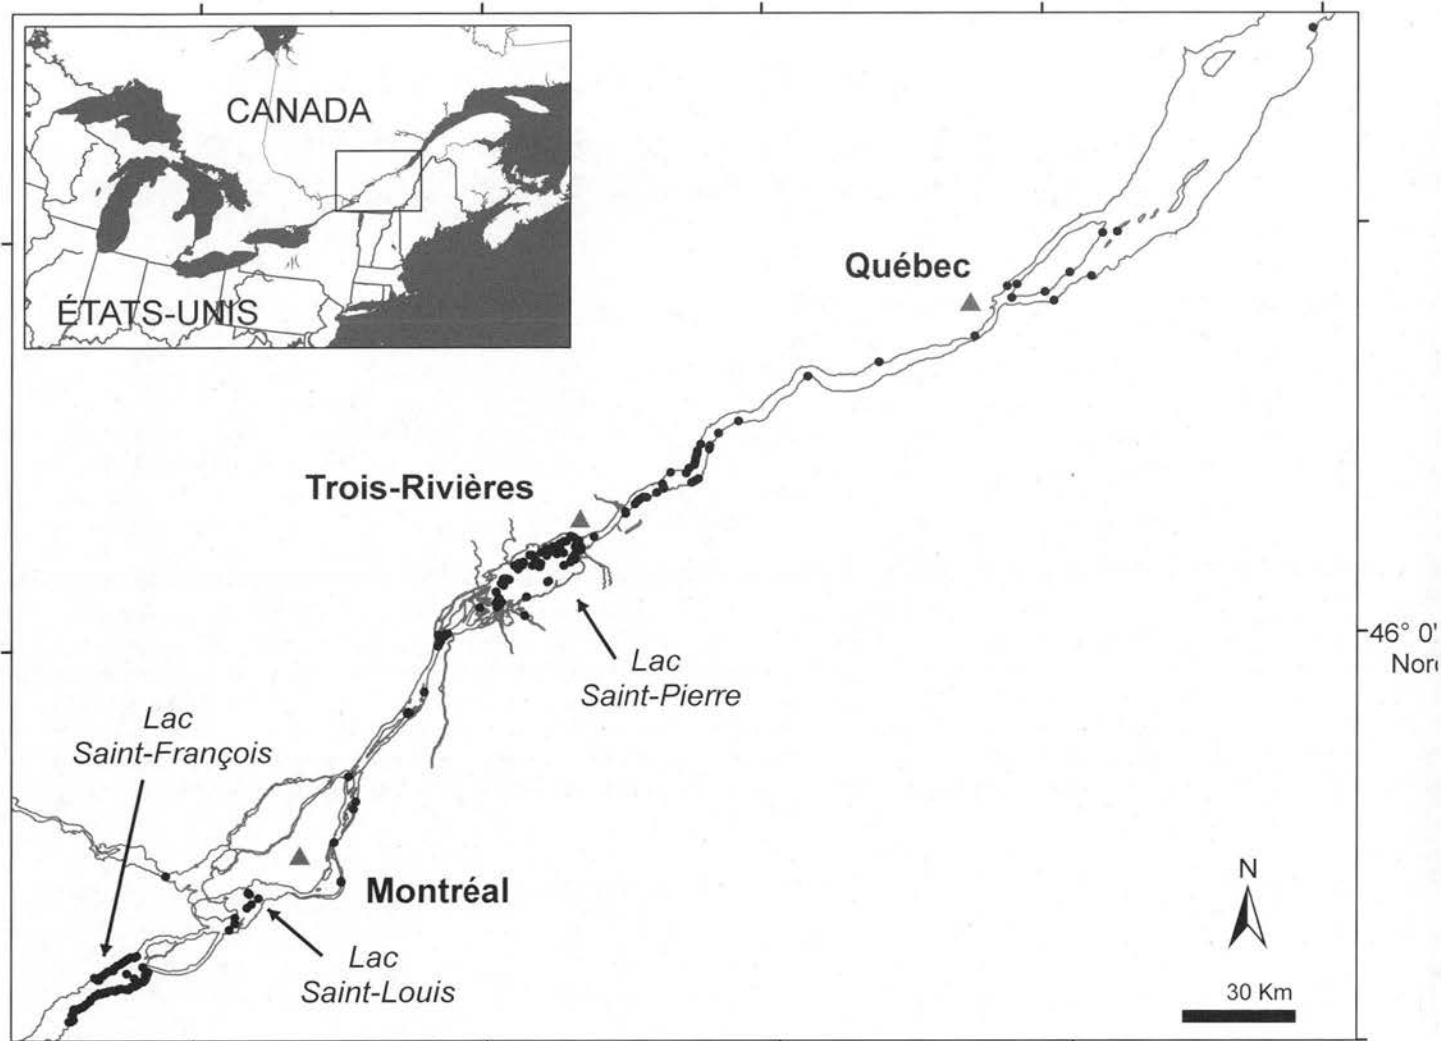 CANADA
ÉTATS-UNIS
Québec
Trois-Rivières
Lac
Saint-Pierre
46° 0'
Nor
Lac
Saint-François
Montréal
Lac
Saint-Louis
N
30 Km